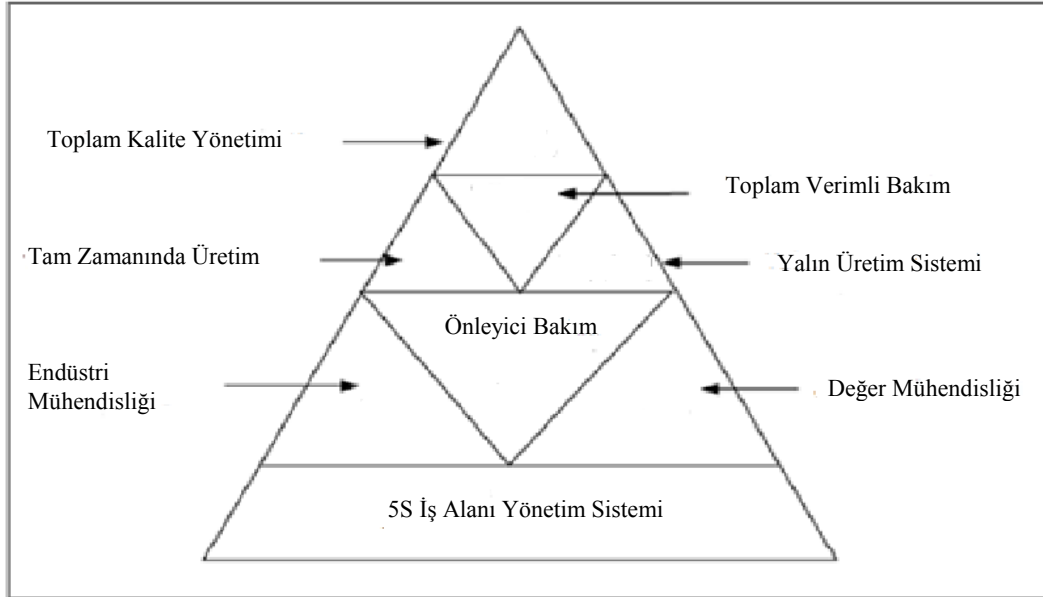 Toplam Kalite Yönetimi
Toplam Verimli Bakım
Tam Zamanında Üretim
Yalın Üretim Sistemi
Önleyici Bakım
Endüstri
Mühendisliği
Değer Mühendisliği
5S İş Alanı Yönetim Sistemi